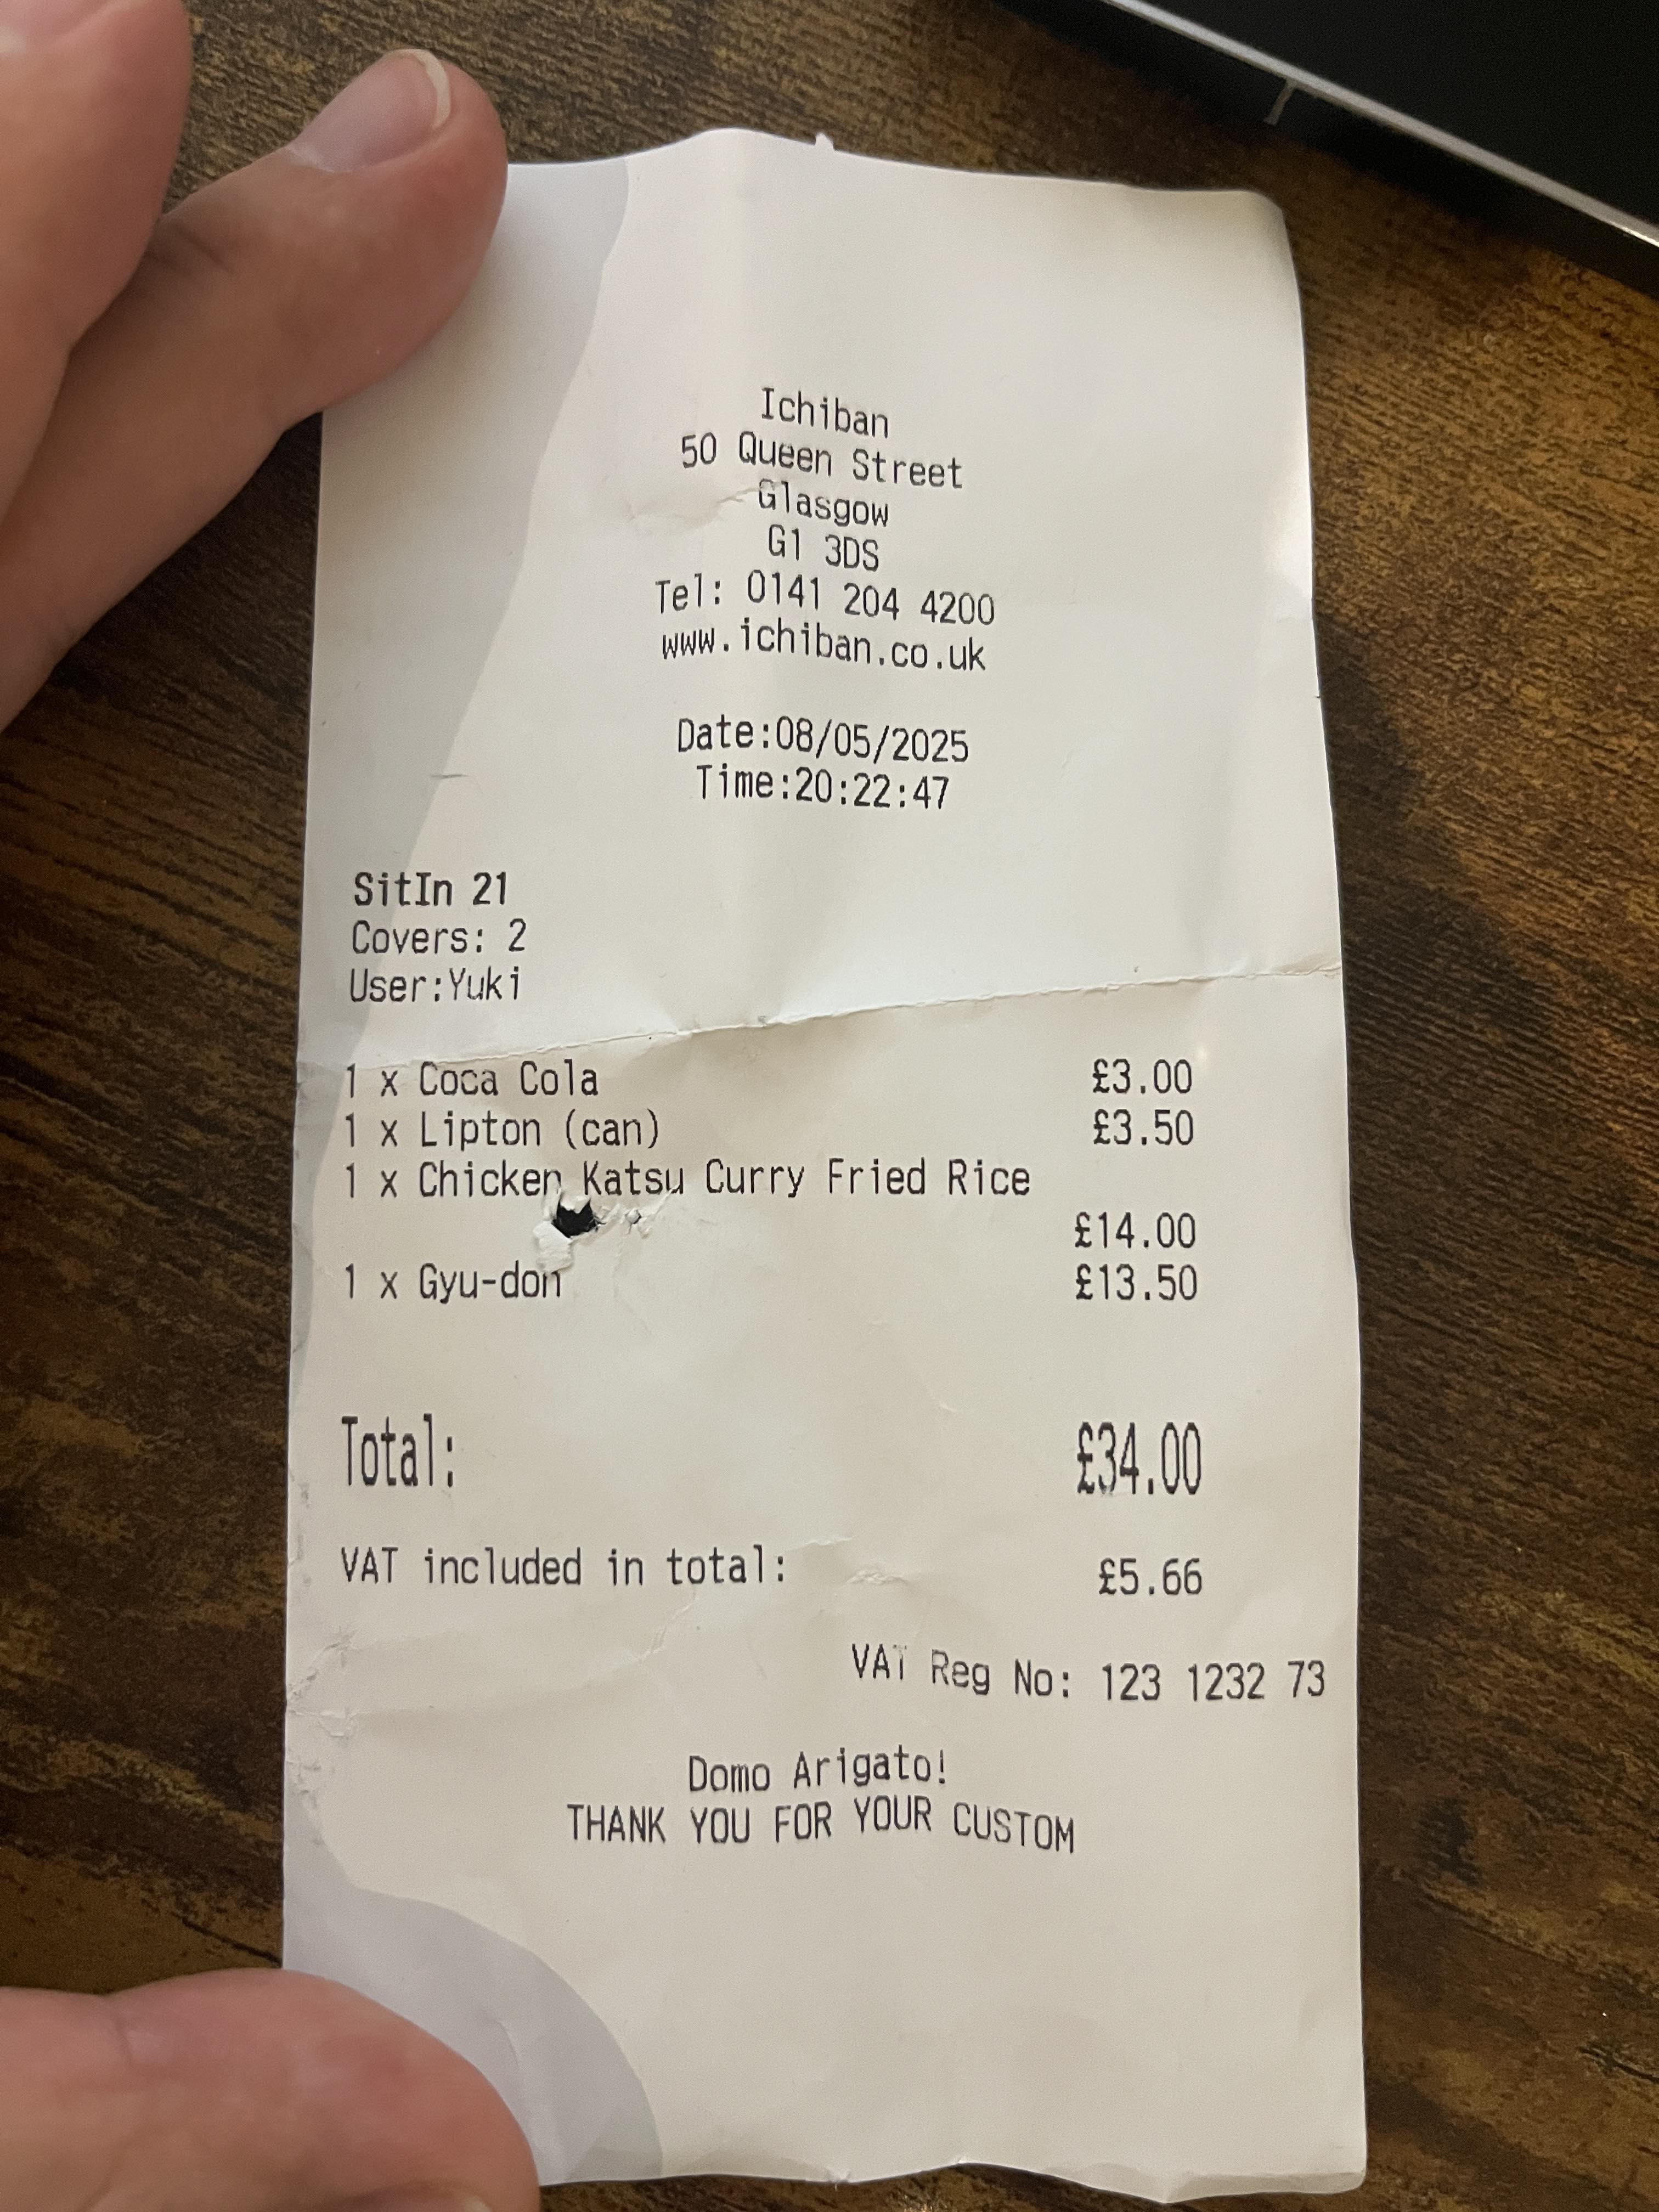 Ichiban
50 Queen Street
Glasgow
G1 3DS
Tel: 0141 204 4200
www.ichiban.co.uk
Date:08/05/2025
Time:20:22:47
SitIn 21
Covers: 2
User:Yuki
1 x Coca Cola £3.00
1 x Lipton (can) £3.50
1 x Chicken Katsu Curry Fried Rice
£14.00
1 x Gyu-don £13.50
Total: £34.00
VAT included in total: £5.66
VAT Reg No: 123 1232 73
Domo Arigato!
THANK YOU FOR YOUR CUSTOM